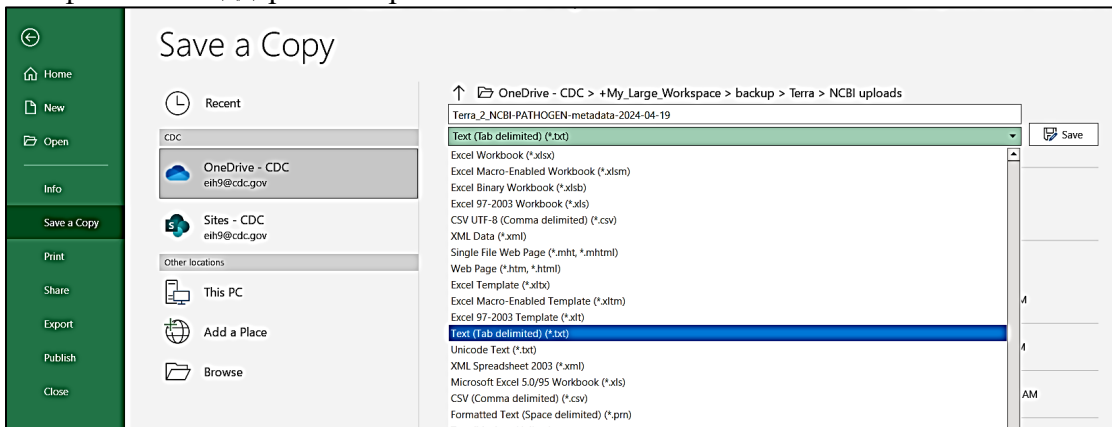 Save a Copy
Home
New
Open
Info
Save a Copy
Print
Share
Export
Publish
Close
Recent
CDC
OneDrive - CDC
eih9@cdc.gov
Sites - CDC
eih9@cdc.gov
Other locations
This PC
Add a Place
Browse
OneDrive - CDC > +My_Large_Workspace > backup > Terra > NCBI uploads
Terra_2_NCBI-PATHOGEN-metadata-2024-04-19
Text (Tab delimited) (*.txt)
Save
Excel Workbook (*.xlsx)
Excel Macro-Enabled Workbook (*.xlsm)
Excel Binary Workbook (*.xlsb)
Excel 97-2003 Workbook (*.xls)
CSV UTF-8 (Comma delimited) (*.csv)
XML Data (*.xml)
Single File Web Page (*.mht, *.mhtml)
Web Page (*.htm, *.html)
Excel Template (*.xltx)
Excel Macro-Enabled Template (*.xltm)
Excel 97-2003 Template (*.xlt)
Text (Tab delimited) (*.txt)
Unicode Text (*.txt)
XML Spreadsheet 2003 (*.xml)
Microsoft Excel 5.0/95 Workbook (*.xls)
CSV (Comma delimited) (*.csv)
AM
Formatted Text (Space delimited) (*.prn)